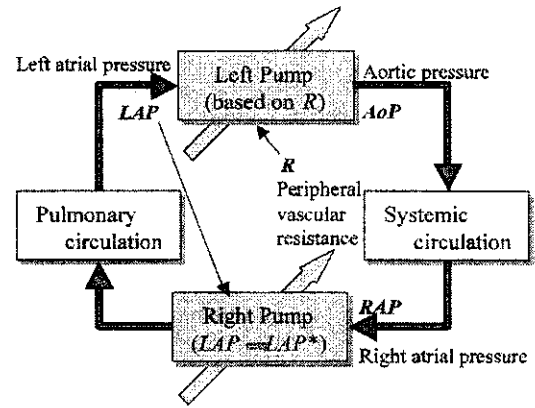 Left atrial pressure
LAP
Left Pump
(based on R)
Aortic pressure
AoP
R
Peripheral
vascular
resistance
Pulmonary
circulation
Systemic
circulation
Right Pump
(LAP=LAP*)
RAP
Right atrial pressure